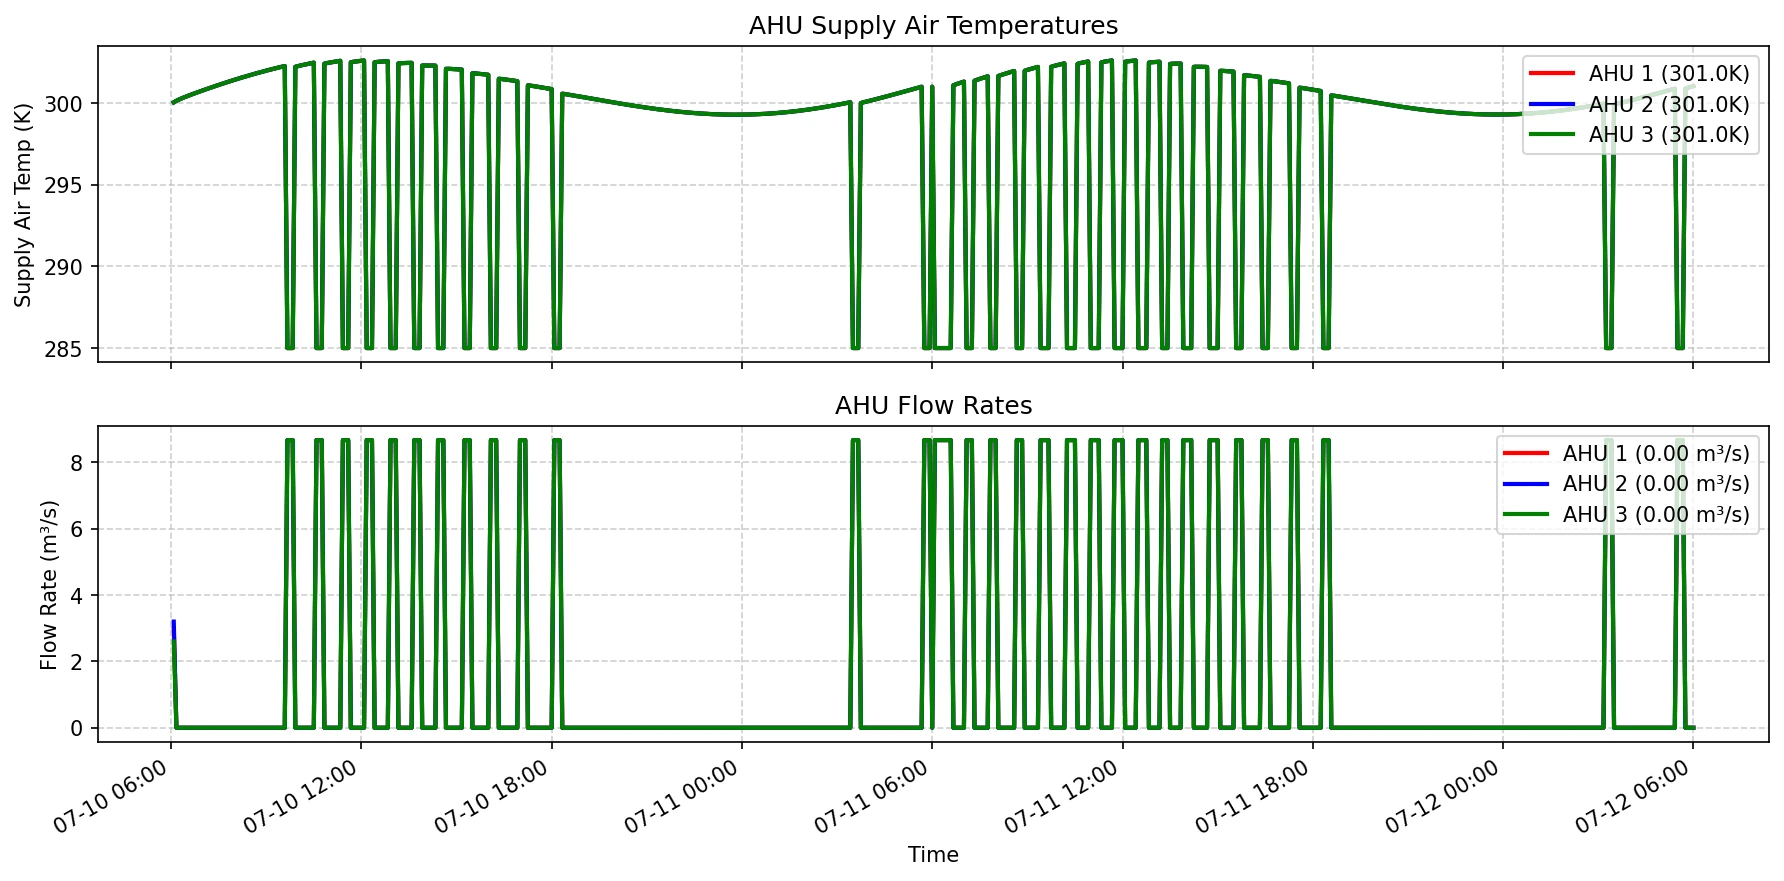 AHU Supply Air Temperatures
Supply Air Temp (K)
300
295
290
285
AHU 1 (301.0K)
AHU 2 (301.0K)
AHU 3 (301.0K)
AHU Flow Rates
Flow Rate (m³/s)
8
6
4
2
0
AHU 1 (0.00 m³/s)
AHU 2 (0.00 m³/s)
AHU 3 (0.00 m³/s)
07-10 06:00
07-10 12:00
07-10 18:00
07-11 00:00
07-11 06:00
07-11 12:00
07-11 18:00
07-12 00:00
07-12 06:00
Time